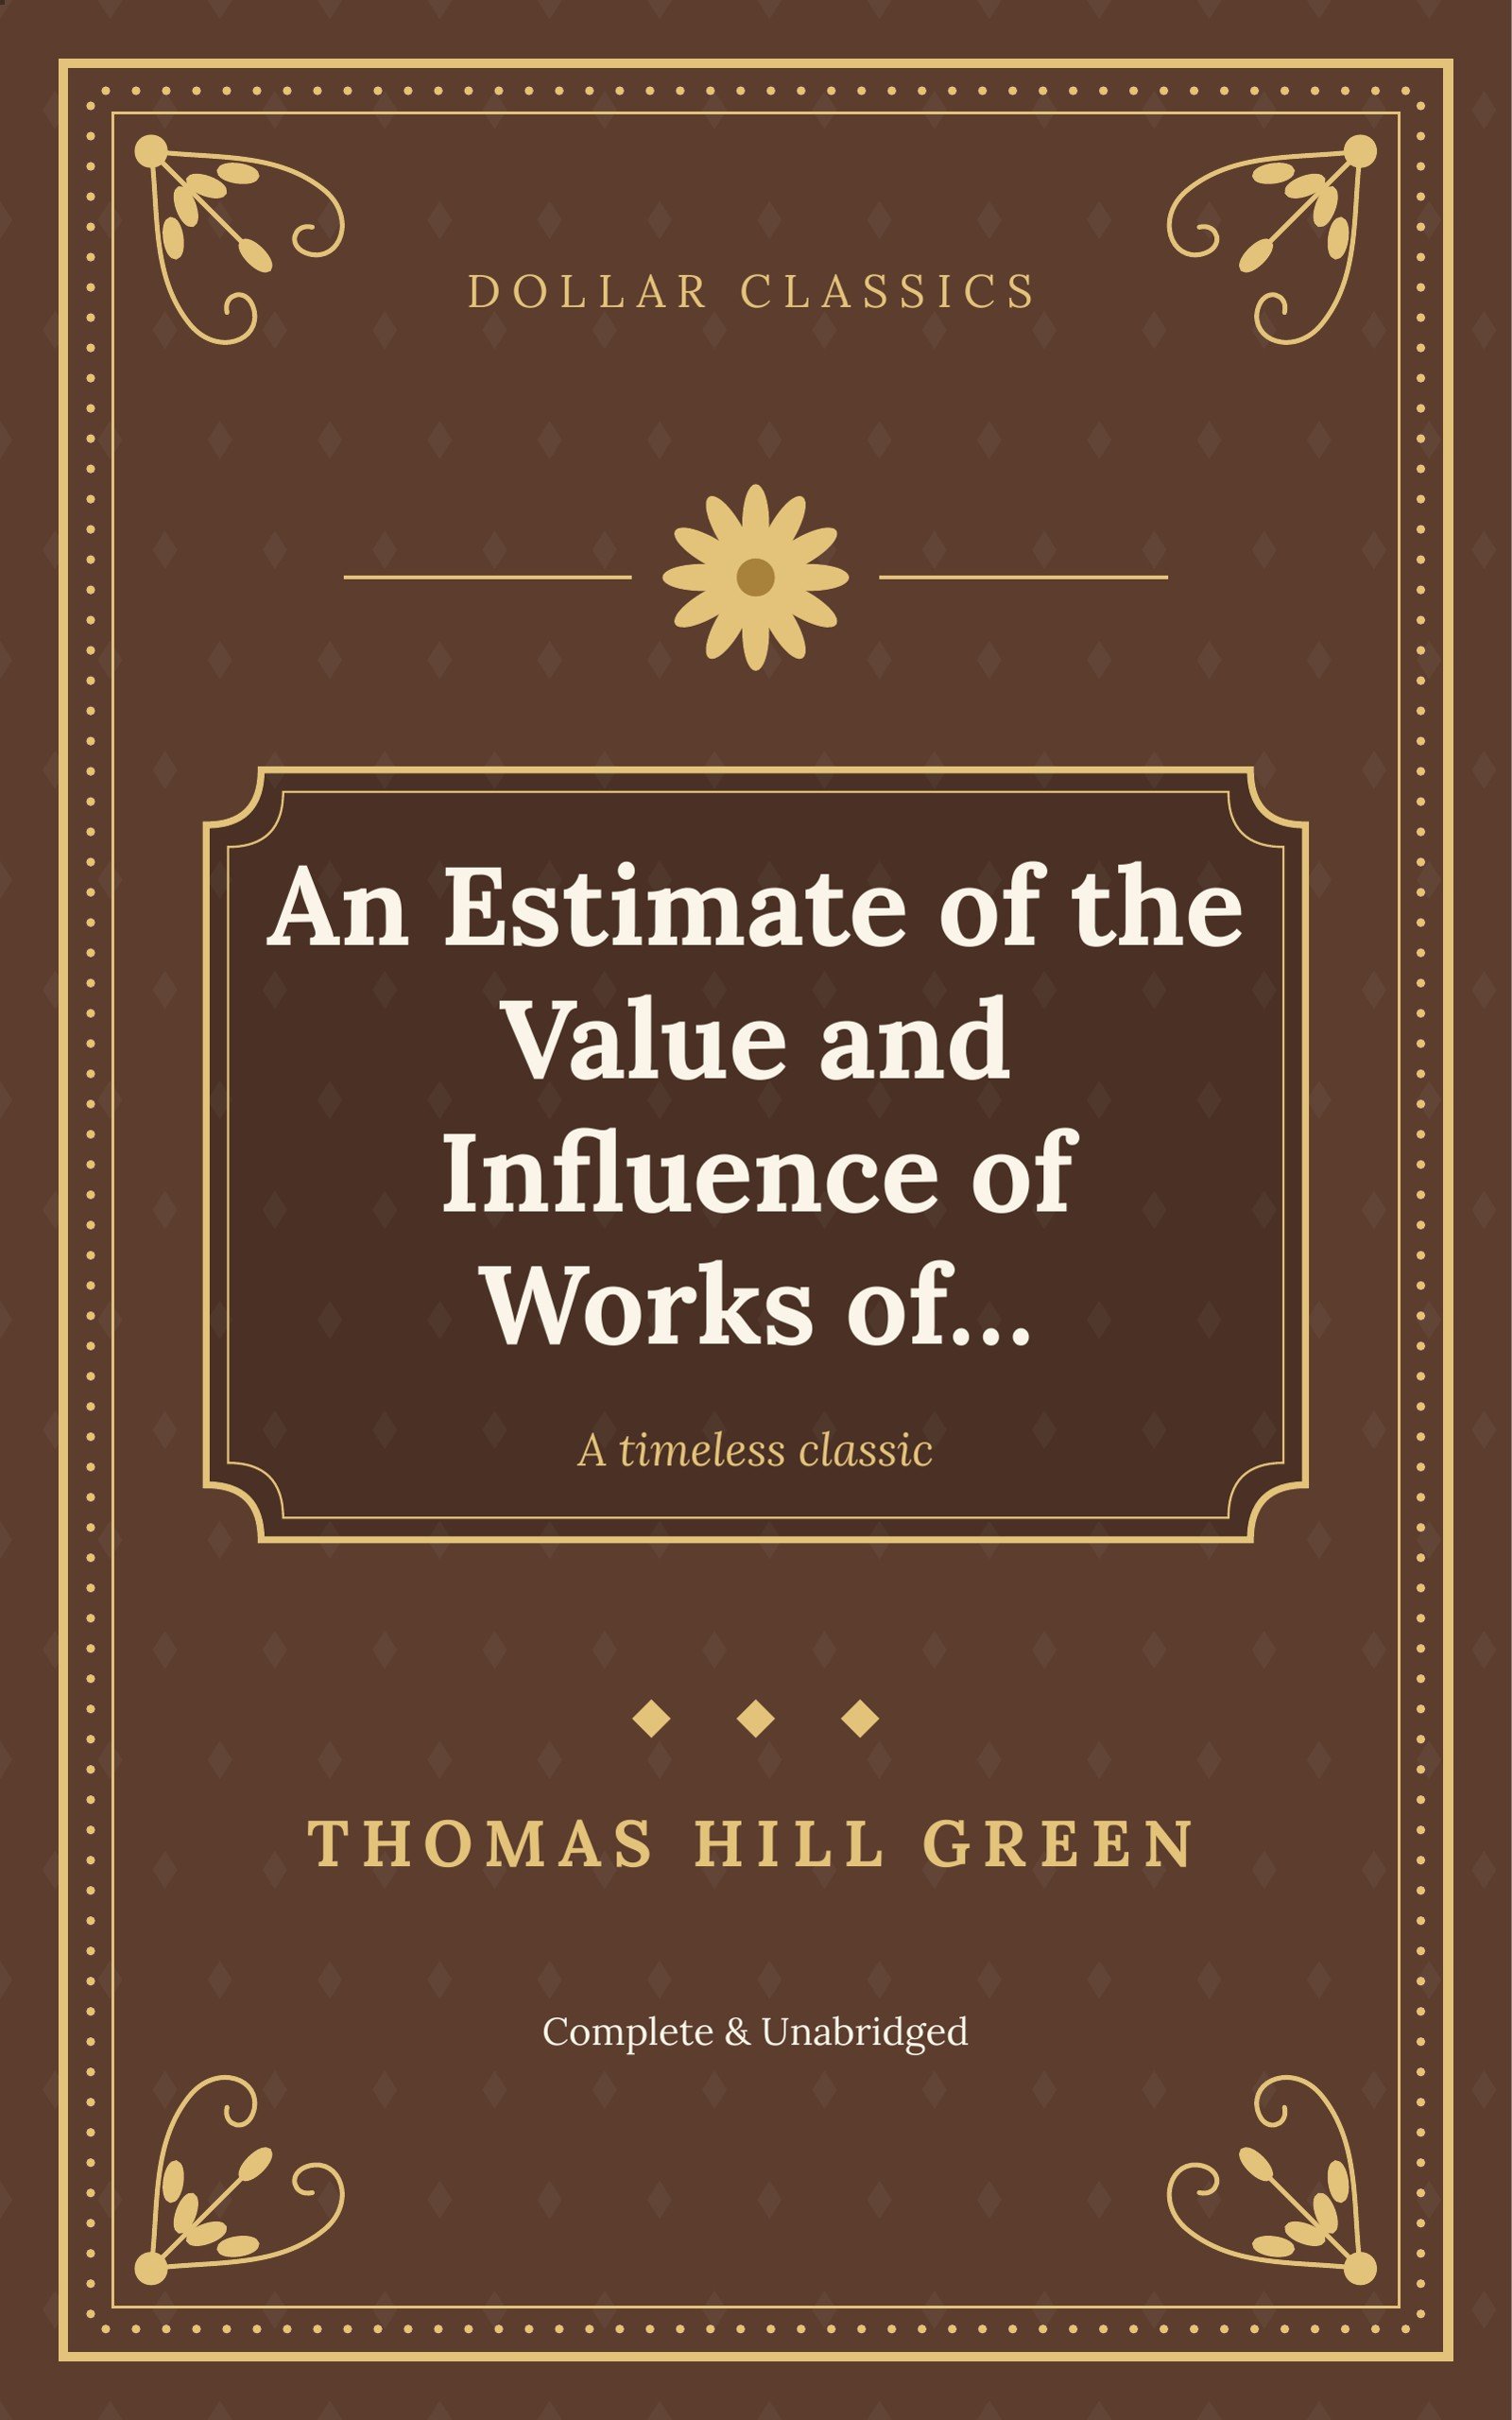 DOLLAR CLASSICS
An Estimate of the
Value and
Influence of
Works of...
A timeless classic
THOMAS HILL GREEN
Complete & Unabridged